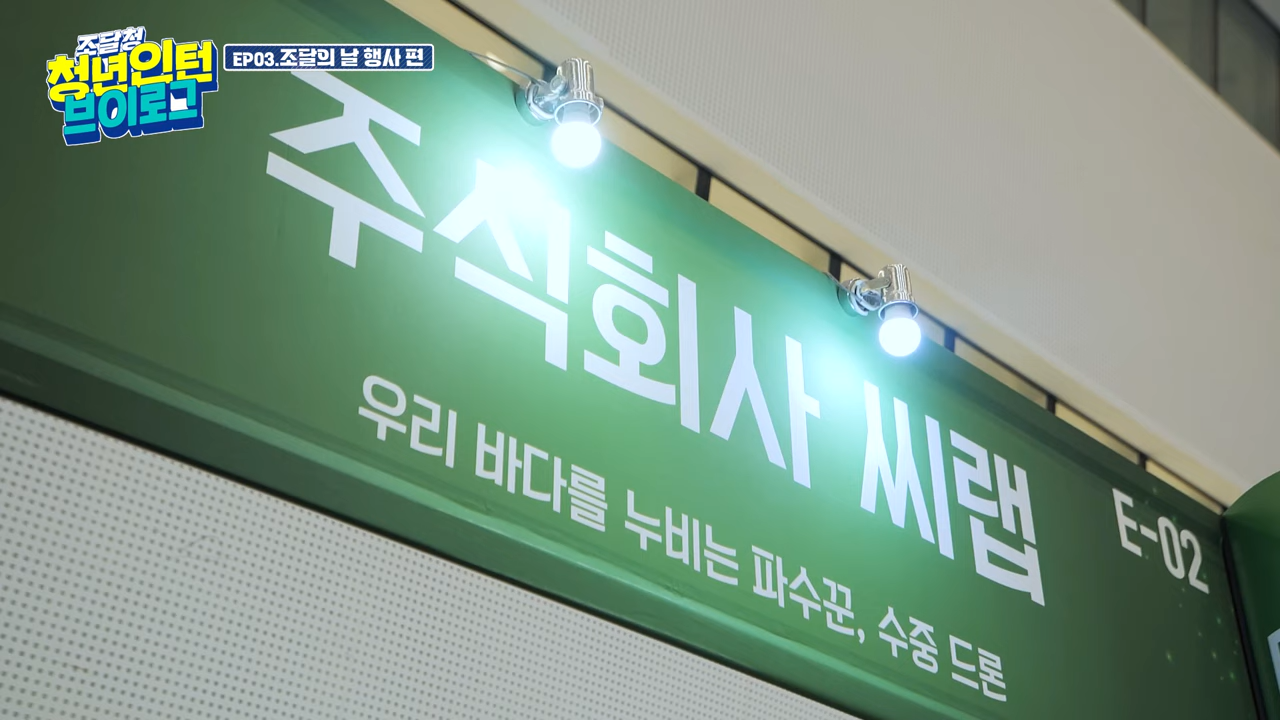 조달청
청년인턴
브이로그
EP03.조달의 날 행사 편
주식회사 씨랩
우리 바다를 누비는 파수꾼, 수중 드론
E-02